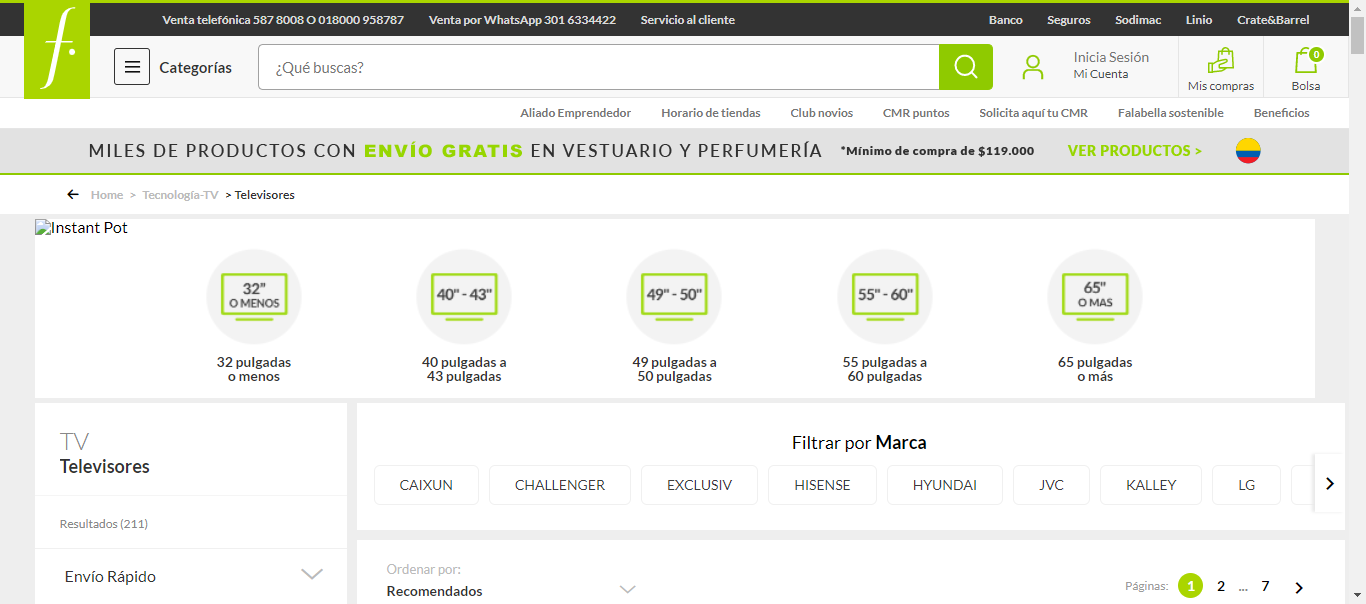 Venta telefónica 587 8008 O 018000 958787 Venta por WhatsApp 301 6334422 Servicio al cliente Banco Seguros Sodimac Linio Crate&Barrel
f.
Categorías ¿Qué buscas? Inicia Sesión
Mi Cuenta
Mis compras
0
Bolsa
Aliado Emprendedor Horario de tiendas Club novios CMR puntos Solicita aquí tu CMR Falabella sostenible Beneficios
MILES DE PRODUCTOS CON ENVÍO GRATIS EN VESTUARIO Y PERFUMERÍA *Mínimo de compra de $119.000 VER PRODUCTOS >
Home > Tecnología-TV > Televisores
Instant Pot
32” O MENOS
40" - 43"
49" - 50"
55" - 60"
65" O MAS
32 pulgadas o menos
40 pulgadas a 43 pulgadas
49 pulgadas a 50 pulgadas
55 pulgadas a 60 pulgadas
65 pulgadas o más
TV
Televisores
Resultados (211)
Envío Rápido
Filtrar por Marca
CAIXUN CHALLENGER EXCLUSIV HISENSE HYUNDAI JVC KALLEY LG
Ordenar por:
Recomendados
Páginas: 1 2 ... 7